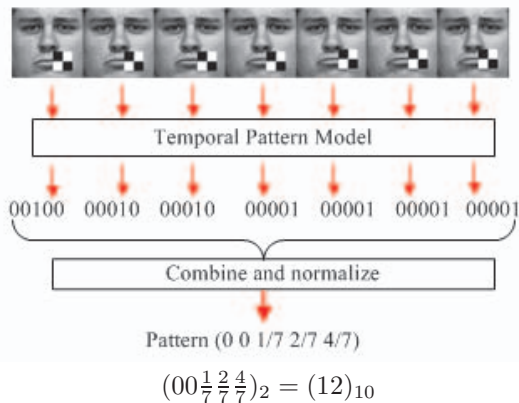 Temporal Pattern Model
00100 00010 00010 00001 00001 00001 00001
Combine and normalize
Pattern (0 0 1/7 2/7 4/7)
(00 1/7 2/7 4/7)₂ = (12)₁₀